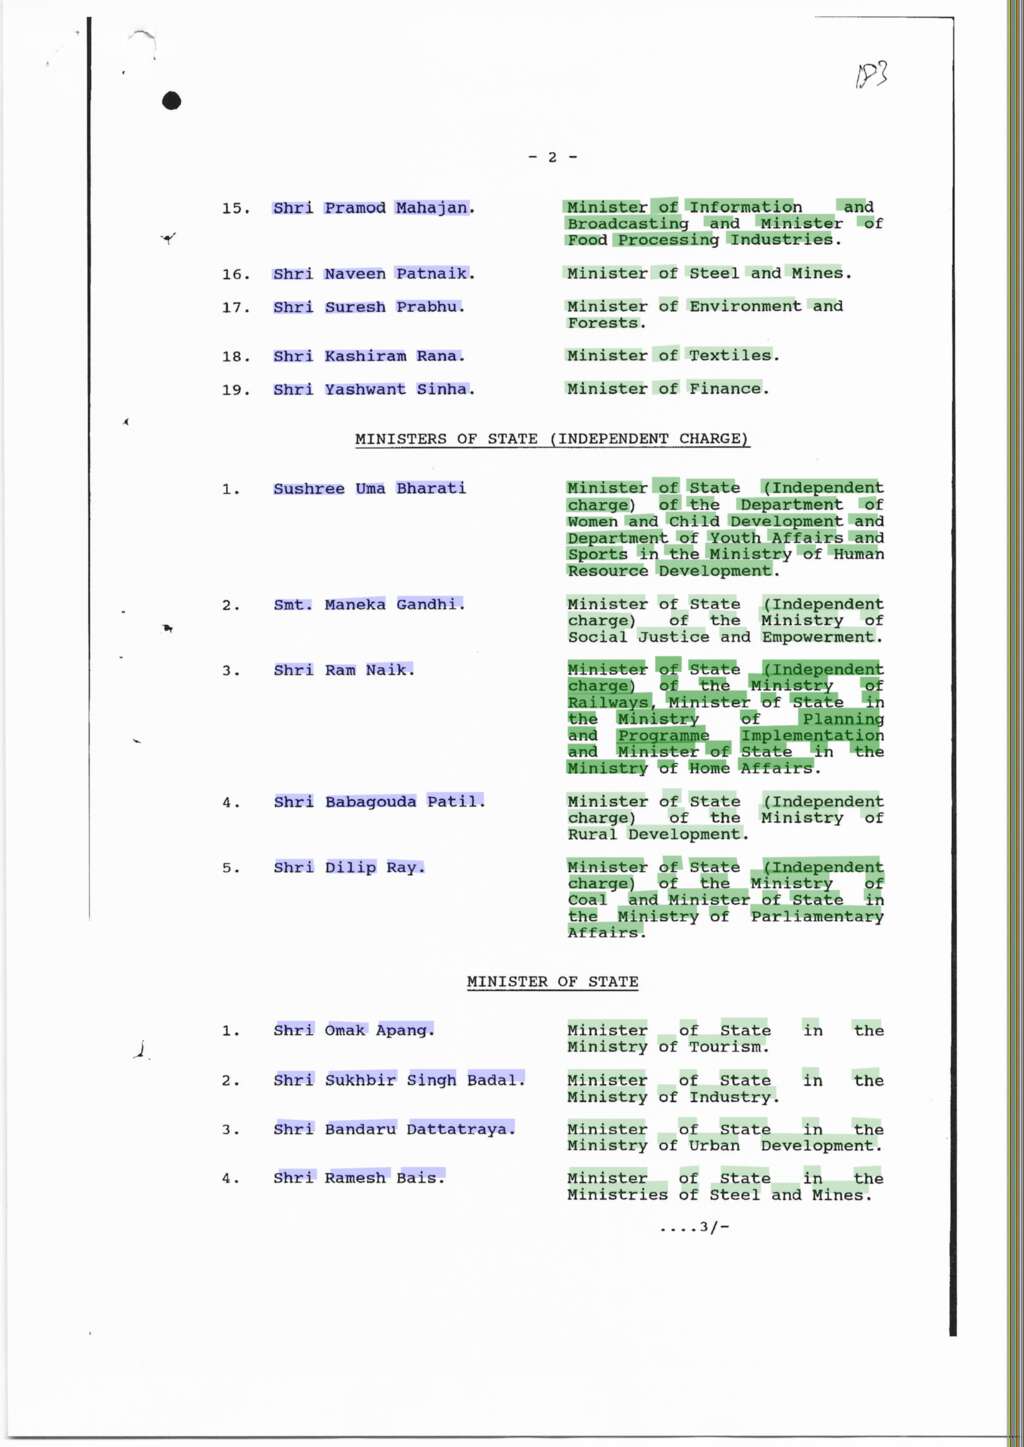 - 2 -
15. Shri Pramod Mahajan. Minister of Information and
Broadcasting and Minister of
Food Processing Industries.
16. Shri Naveen Patnaik. Minister of Steel and Mines.
17. Shri Suresh Prabhu. Minister of Environment and
Forests.
18. Shri Kashiram Rana. Minister of Textiles.
19. Shri Yashwant Sinha. Minister of Finance.
MINISTERS OF STATE (INDEPENDENT CHARGE)
1. Sushree Uma Bharati Minister of State (Independent
charge) of the Department of
Women and Child Development and
Department of Youth Affairs and
Sports in the Ministry of Human
Resource Development.
2. Smt. Maneka Gandhi. Minister of State (Independent
charge) of the Ministry of
Social Justice and Empowerment.
3. Shri Ram Naik. Minister of State (Independent
charge) of the Ministry of
Railways, Minister of State in
the Ministry of Planning
and Programme Implementation
and Minister of State in the
Ministry of Home Affairs.
4. Shri Babagouda Patil. Minister of State (Independent
charge) of the Ministry of
Rural Development.
5. Shri Dilip Ray. Minister of State (Independent
charge) of the Ministry of
Coal and Minister of State in
the Ministry of Parliamentary
Affairs.
MINISTER OF STATE
1. Shri Omak Apang. Minister of State in the
Ministry of Tourism.
2. Shri Sukhbir Singh Badal. Minister of State in the
Ministry of Industry.
3. Shri Bandaru Dattatraya. Minister of State in the
Ministry of Urban Development.
4. Shri Ramesh Bais. Minister of State in the
Ministries of Steel and Mines.
....3/-